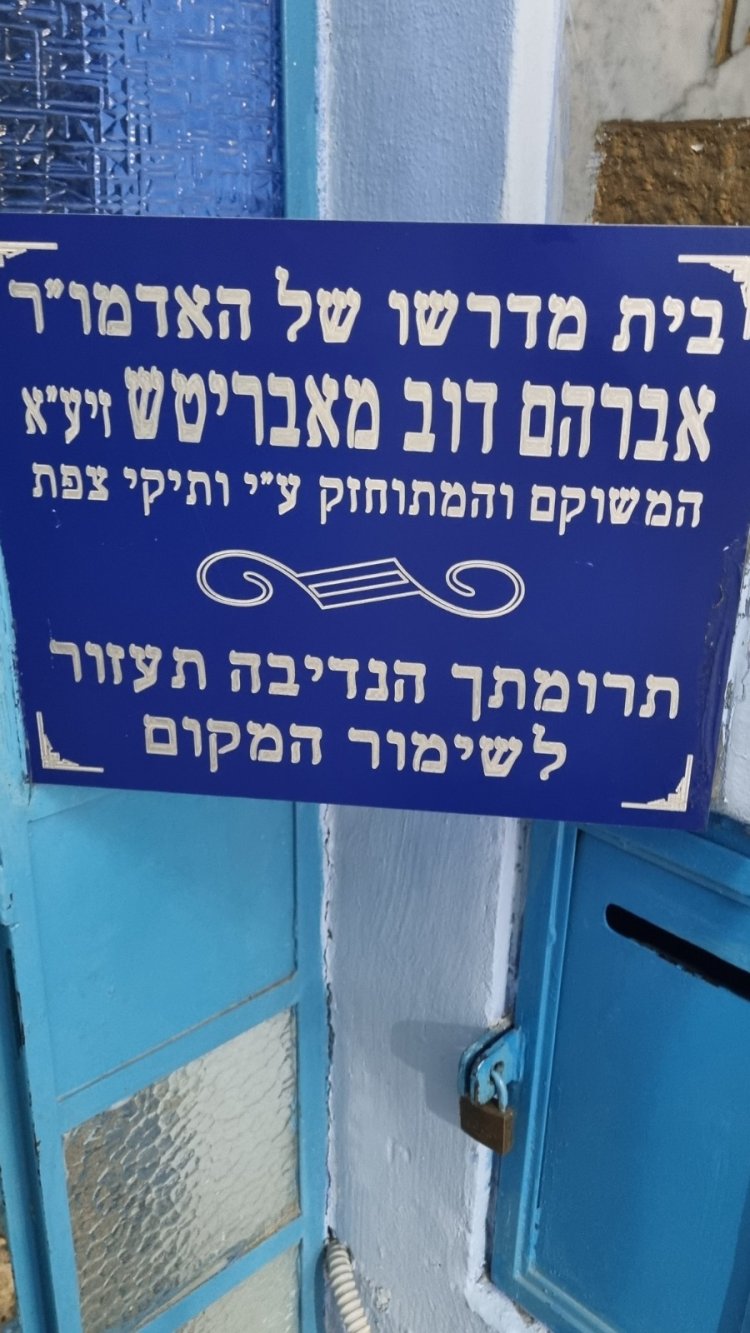 בית מדרשו של האדמו"ר
אברהם דוב מאבריטש זיע"א
המשוקם והמתוחזק ע"י ותיקי צפת
תרומתך הנדיבה תעזור
לשימור המקום